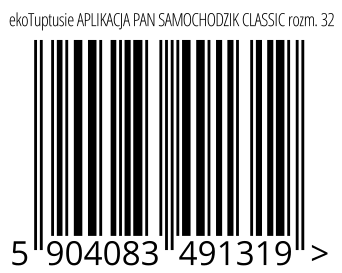 ekoTuptusie APLIKACJA PAN SAMOCHODZIK CLASSIC rozm. 32
5 904083 491319 >